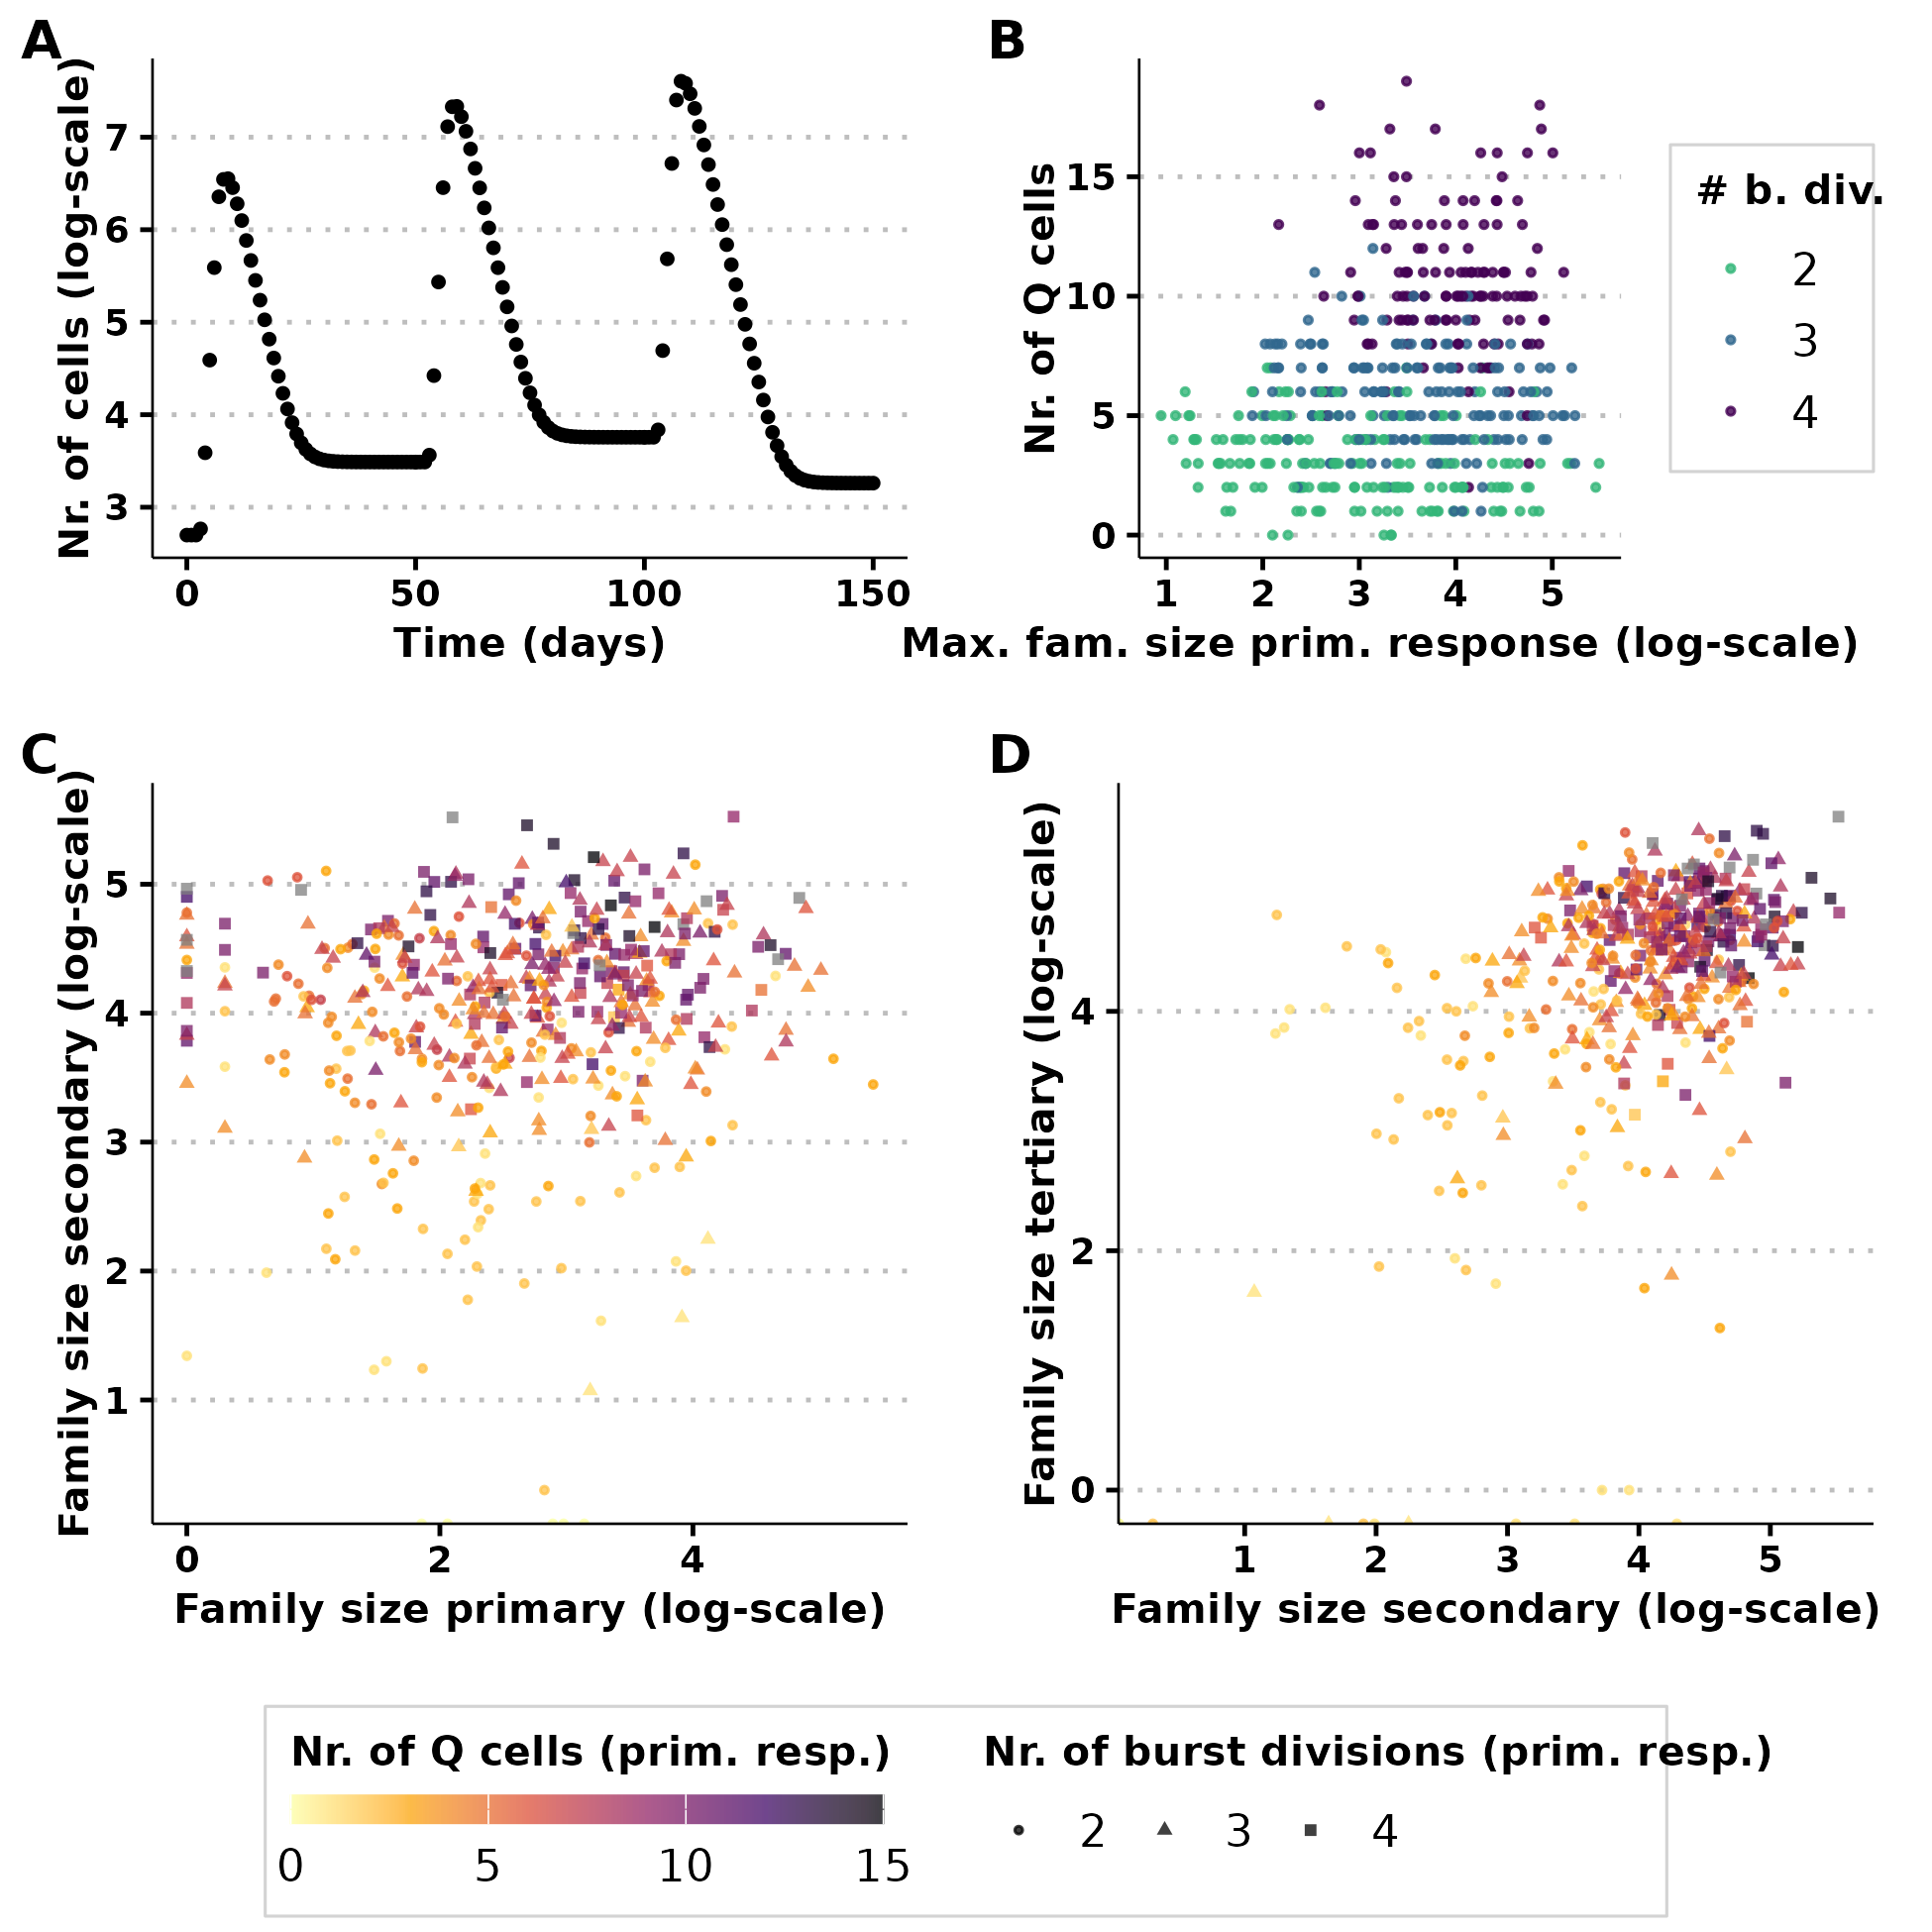 A
Nr. of cells (log-scale)
7
6
5
4
3
0 50 100 150
Time (days)
B
Nr. of Q cells
15
10
5
0
1 2 3 4 5
Max. fam. size prim. response (log-scale)
# b. div.
2
3
4
C
Family size secondary (log-scale)
5
4
3
2
1
0 2 4
Family size primary (log-scale)
D
Family size tertiary (log-scale)
4
2
0
1 2 3 4 5
Family size secondary (log-scale)
Nr. of Q cells (prim. resp.)
0 5 10 15
Nr. of burst divisions (prim. resp.)
2 3 4